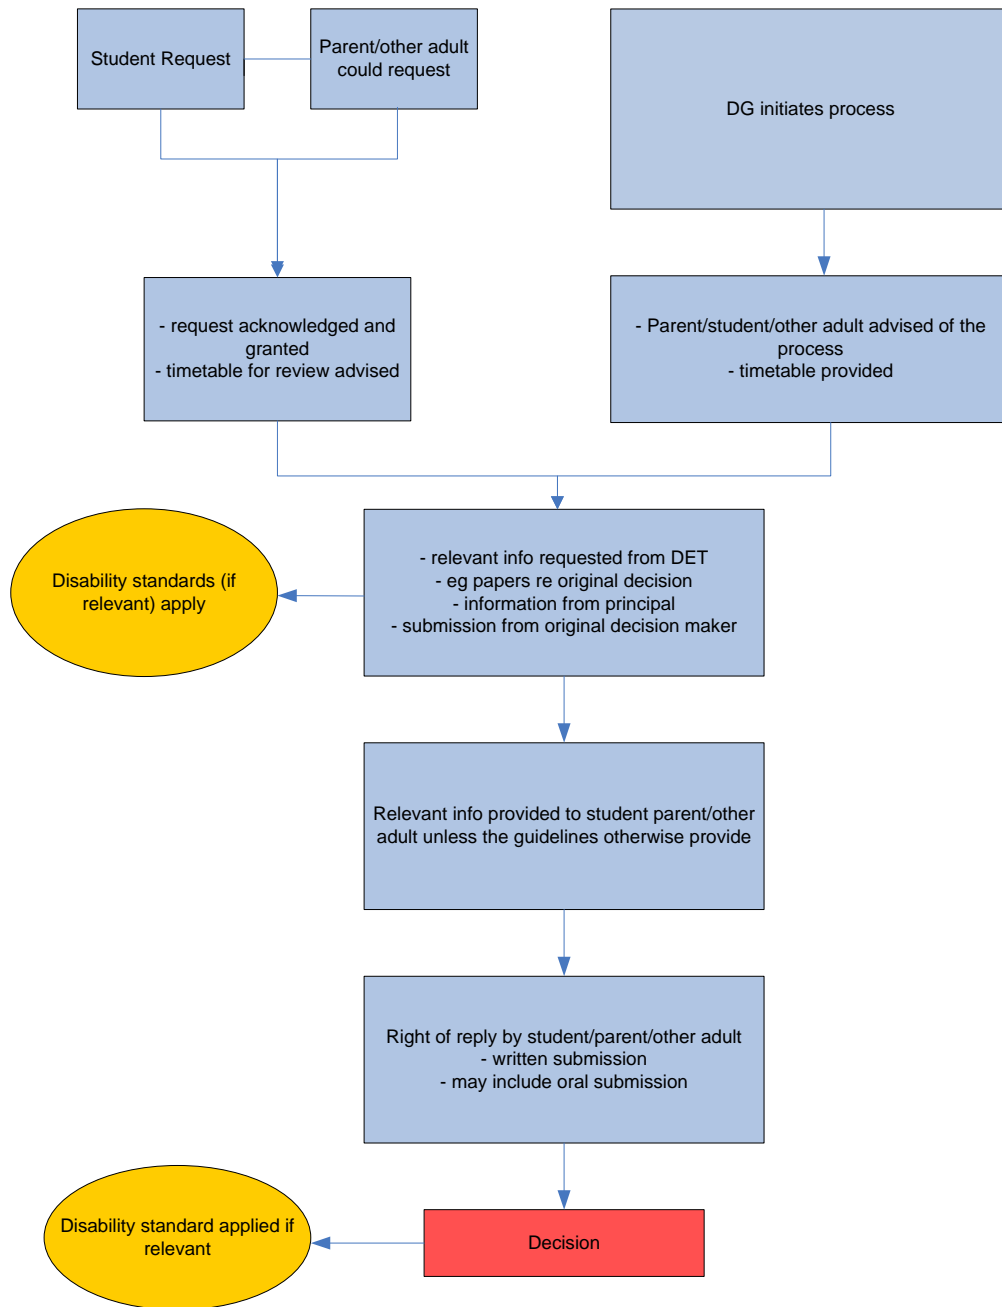 Student Request
Parent/other adult
could request
DG initiates process
- request acknowledged and
granted
- timetable for review advised
- Parent/student/other adult advised of the
process
- timetable provided
Disability standards (if
relevant) apply
- relevant info requested from DET
- eg papers re original decision
- information from principal
- submission from original decision maker
Relevant info provided to student parent/other
adult unless the guidelines otherwise provide
Right of reply by student/parent/other adult
- written submission
- may include oral submission
Disability standard applied if
relevant
Decision